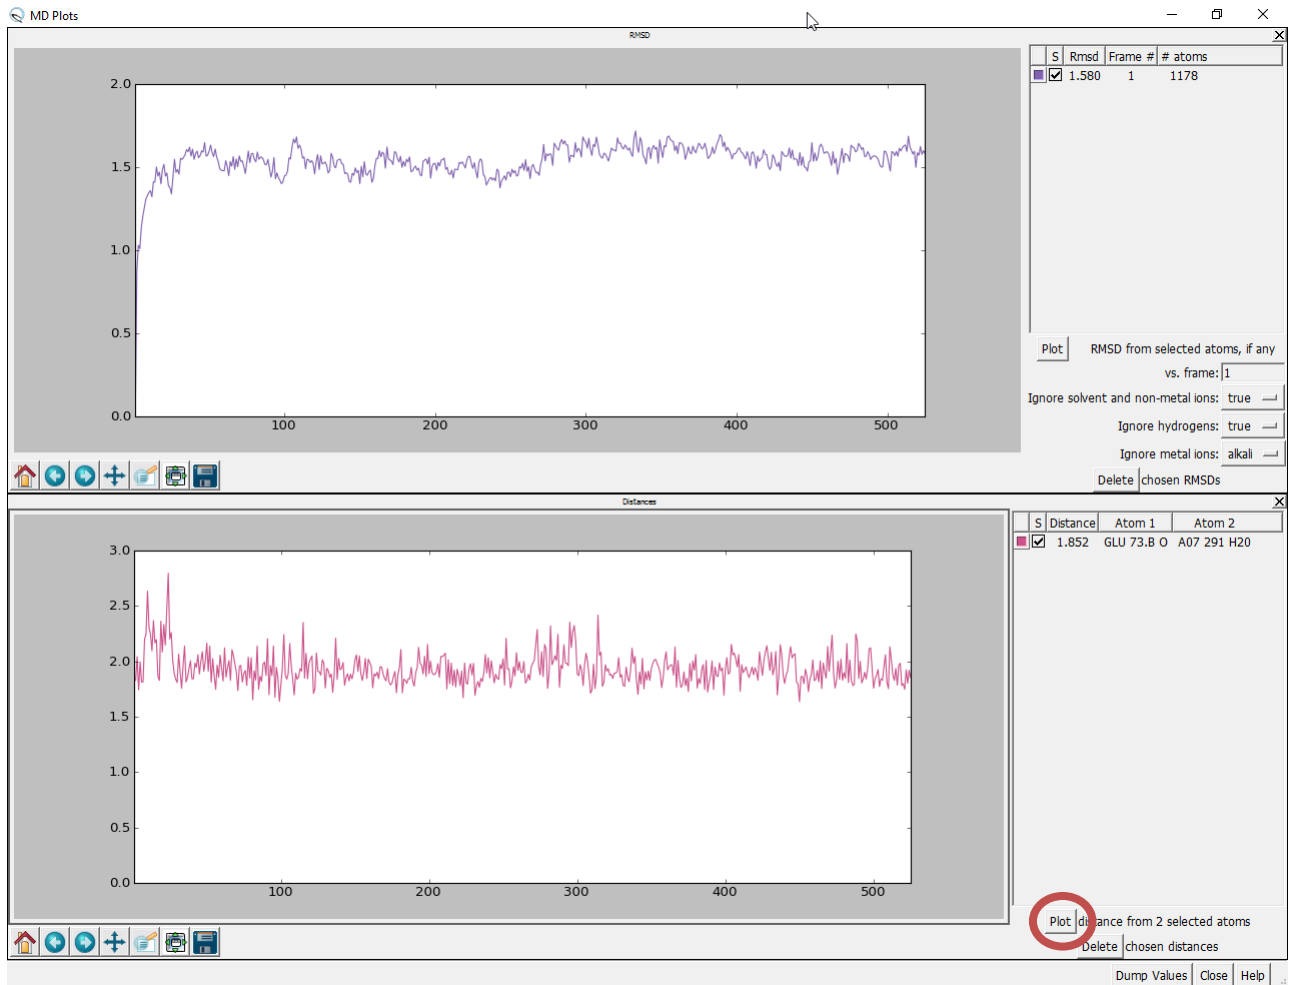 MD Plots
RMSD
S Rmsd Frame # # atoms
1.580 1 1178
2.0
1.5
1.0
0.5
0.0
100 200 300 400 500
Plot RMSD from selected atoms, if any
vs. frame: 1
Ignore solvent and non-metal ions: true
Ignore hydrogens: true
Ignore metal ions: alkali
Delete chosen RMSDs
Distances
S Distance Atom 1 Atom 2
1.852 GLU 73.B O A07 291 H20
3.0
2.5
2.0
1.5
1.0
0.5
0.0
100 200 300 400 500
Plot distance from 2 selected atoms
Delete chosen distances
Dump Values Close Help